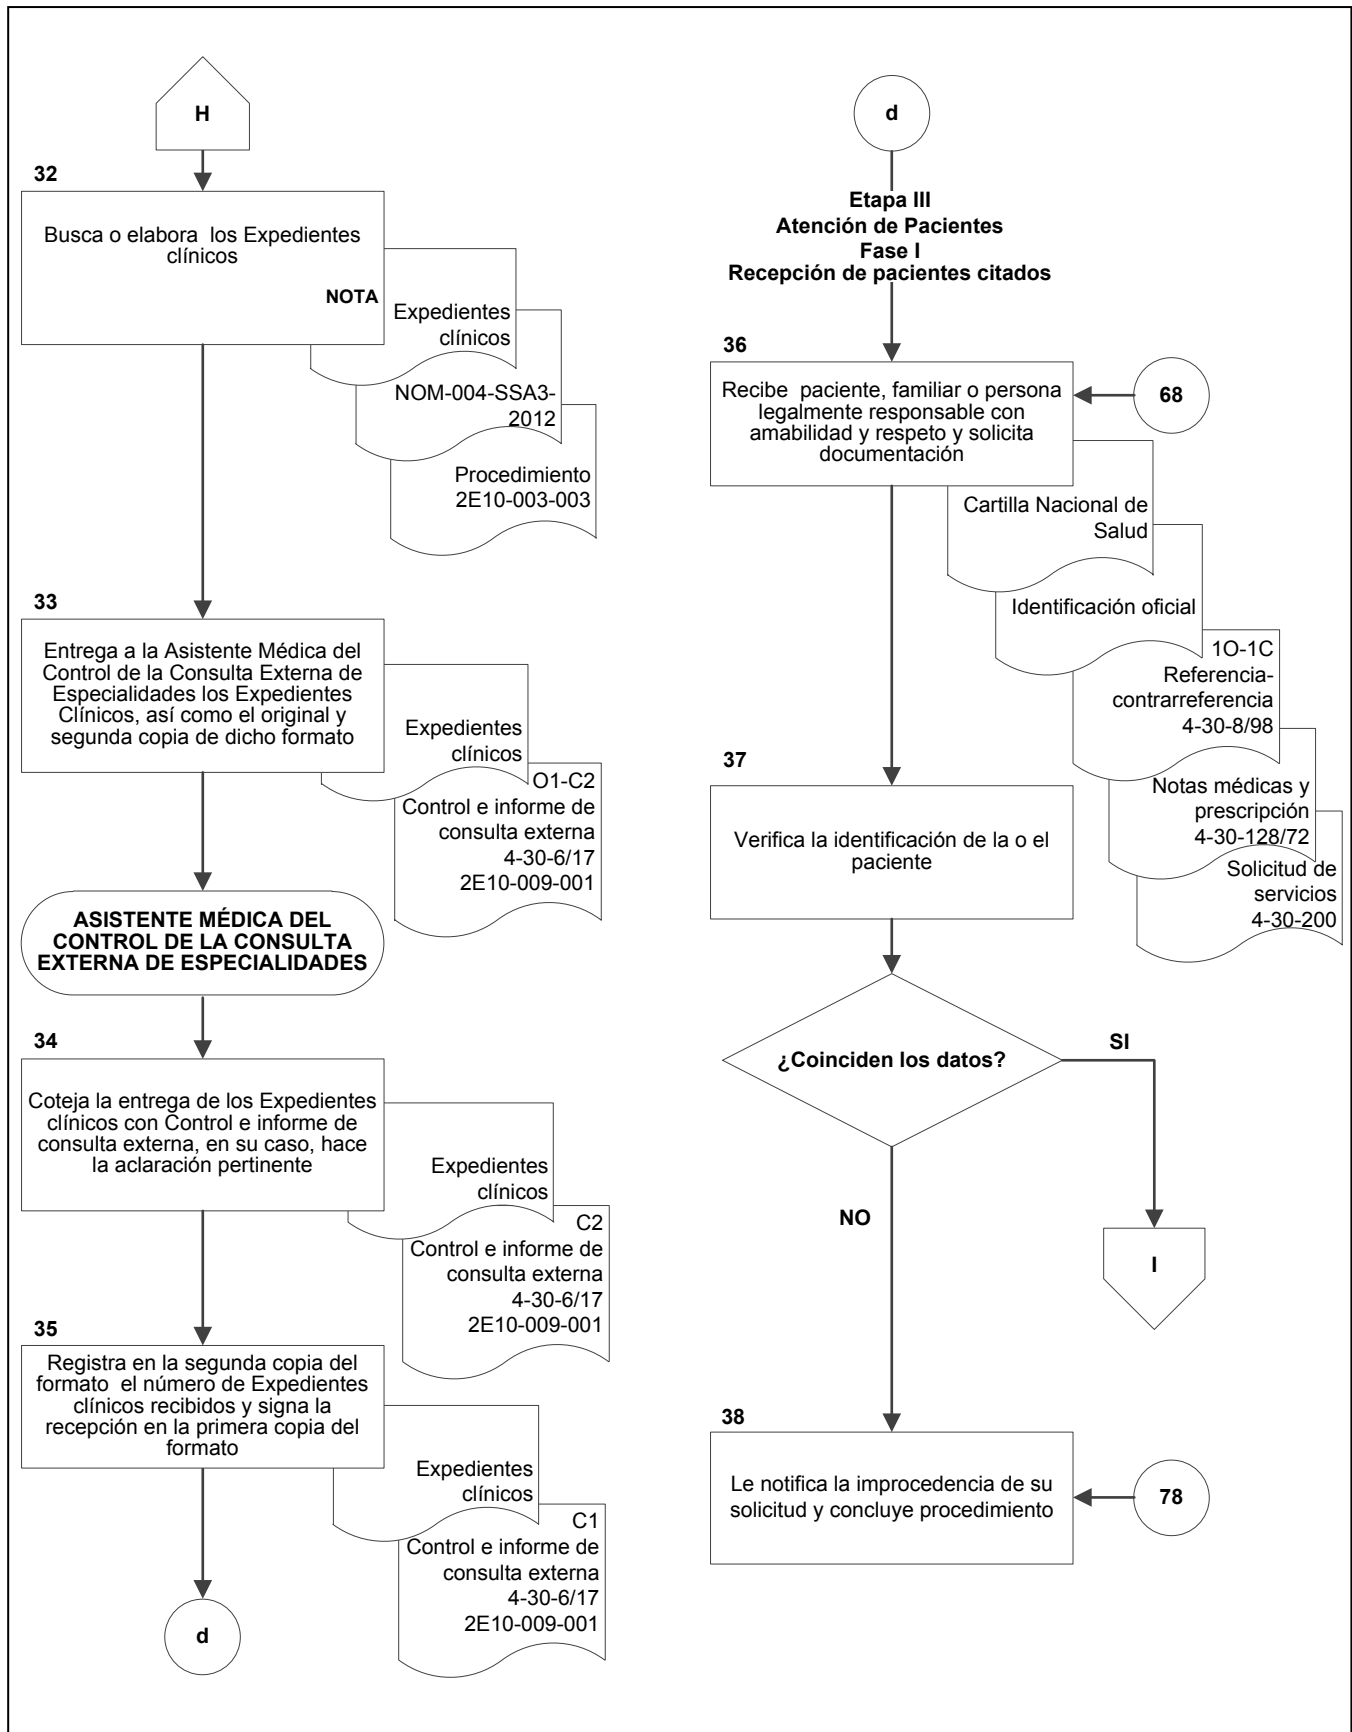 H
32
Busca o elabora  los Expedientes
clínicos
NOTA
Expedientes
clínicos
NOM-004-SSA3-
2012
Procedimiento
2E10-003-003
33
Entrega a la Asistente Médica del
Control de la Consulta Externa de
Especialidades los Expedientes
Clínicos, así como el original y
segunda copia de dicho formato
Expedientes
clínicos
O1-C2
Control e informe de
consulta externa
4-30-6/17
2E10-009-001
ASISTENTE MÉDICA DEL
CONTROL DE LA CONSULTA
EXTERNA DE ESPECIALIDADES
34
Coteja la entrega de los Expedientes
clínicos con Control e informe de
consulta externa, en su caso, hace
la aclaración pertinente
Expedientes
clínicos
C2
Control e informe de
consulta externa
4-30-6/17
2E10-009-001
35
Registra en la segunda copia del
formato  el número de Expedientes
clínicos recibidos y signa la
recepción en la primera copia del
formato
Expedientes
clínicos
C1
Control e informe de
consulta externa
4-30-6/17
2E10-009-001
d
d
Etapa III
Atención de Pacientes
Fase I
Recepción de pacientes citados
36
Recibe  paciente, familiar o persona
legalmente responsable con
amabilidad y respeto y solicita
documentación
68
Cartilla Nacional de
Salud
Identificación oficial
1O-1C
Referencia-
contrarreferencia
4-30-8/98
Notas médicas y
prescripción
4-30-128/72
Solicitud de
servicios
4-30-200
37
Verifica la identificación de la o el
paciente
¿Coinciden los datos?
SI
NO
I
38
Le notifica la improcedencia de su
solicitud y concluye procedimiento
78